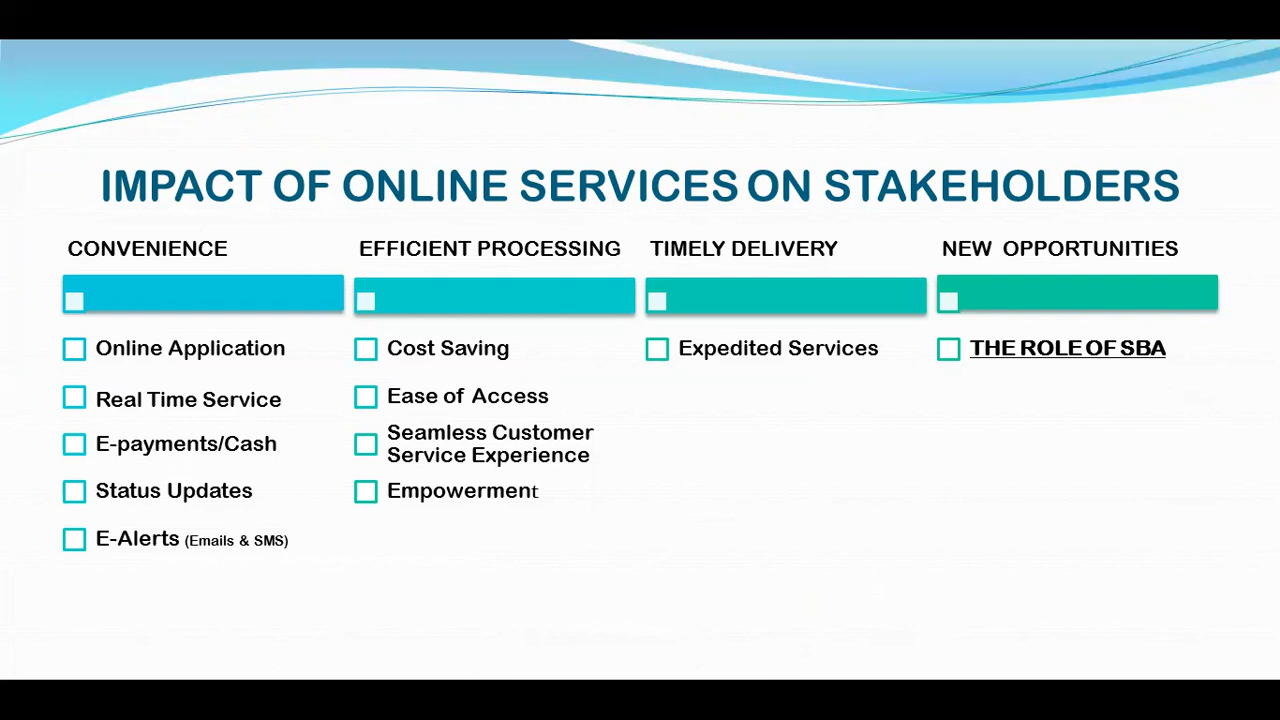 IMPACT OF ONLINE SERVICES ON STAKEHOLDERS
CONVENIENCE
Online Application
Real Time Service
E-payments/Cash
Status Updates
E-Alerts (Emails & SMS)
EFFICIENT PROCESSING
Cost Saving
Ease of Access
Seamless Customer
Service Experience
Empowerment
TIMELY DELIVERY
Expedited Services
NEW OPPORTUNITIES
THE ROLE OF SBA